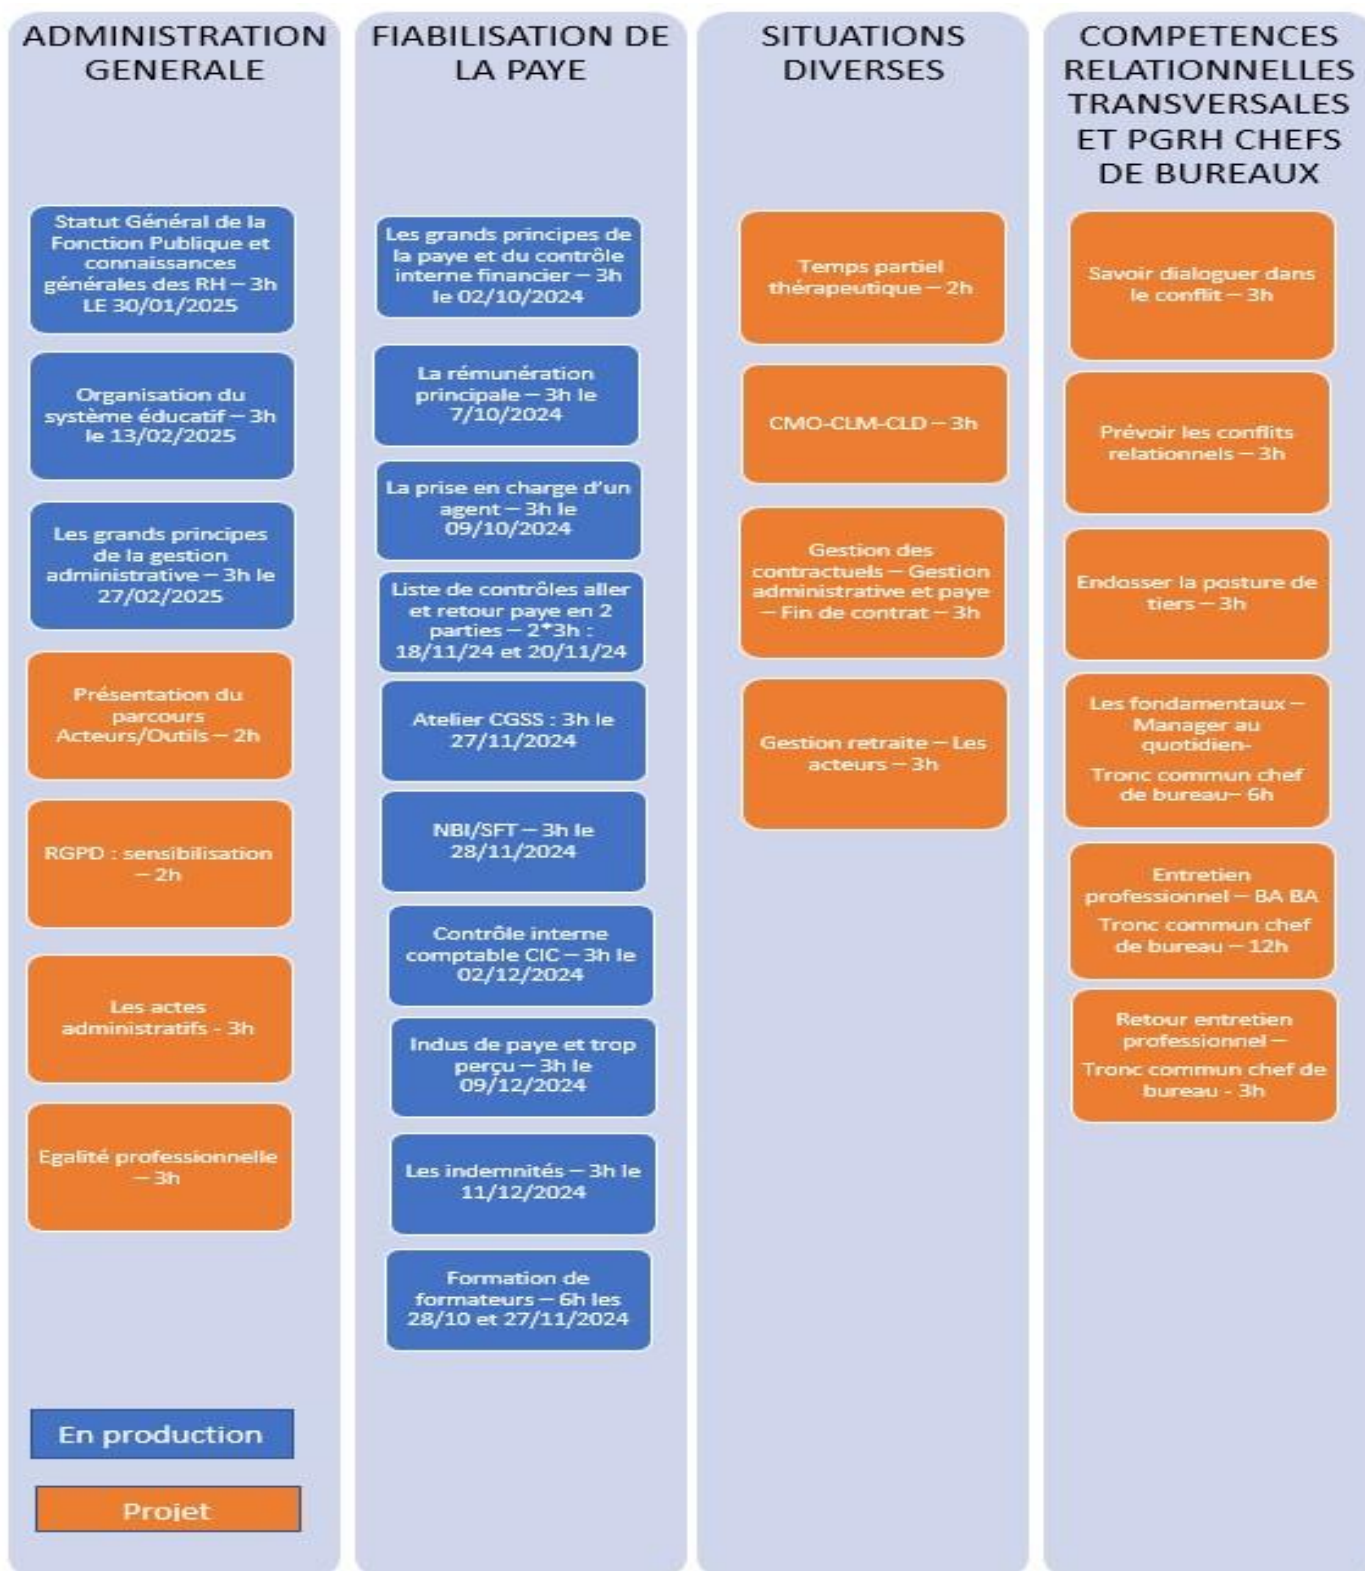 ADMINISTRATION
GENERALE
Statut Général de la
Fonction Publique et
connaissances
générales des RH – 3h
LE 30/01/2025
Organisation du
système éducatif – 3h
le 13/02/2025
Les grands principes
de la gestion
administrative – 3h le
27/02/2025
Présentation du
parcours
Acteurs/Outils – 2h
RGPD : sensibilisation
– 2h
Les actes
administratifs - 3h
Egalité professionnelle
– 3h
En production
Projet
FIABILISATION DE
LA PAYE
Les grands principes de
la paye et du contrôle
interne financier – 3h
le 02/10/2024
La rémunération
principale – 3h le
7/10/2024
La prise en charge d'un
agent – 3h le
09/10/2024
Liste de contrôles aller
et retour paye en 2
parties – 2*3h :
18/11/24 et 20/11/24
Atelier CGSS : 3h le
27/11/2024
NBI/SFT – 3h le
28/11/2024
Contrôle interne
comptable CIC – 3h le
02/12/2024
Indus de paye et trop
perçu – 3h le
09/12/2024
Les indemnités – 3h le
11/12/2024
Formation de
formateurs – 6h les
28/10 et 27/11/2024
SITUATIONS
DIVERSES
Temps partiel
thérapeutique – 2h
CMO-CLM-CLD – 3h
Gestion des
contractuels – Gestion
administrative et paye
– Fin de contrat – 3h
Gestion retraite – Les
acteurs – 3h
COMPETENCES
RELATIONNELLES
TRANSVERSALES
ET PGRH CHEFS
DE BUREAUX
Savoir dialoguer dans
le conflit – 3h
Prévoir les conflits
relationnels – 3h
Endosser la posture de
tiers – 3h
Les fondamentaux –
Manager au
quotidien-
Tronc commun chef
de bureau– 6h
Entretien
professionnel – BA BA
Tronc commun chef
de bureau – 12h
Retour entretien
professionnel –
Tronc commun chef de
bureau - 3h